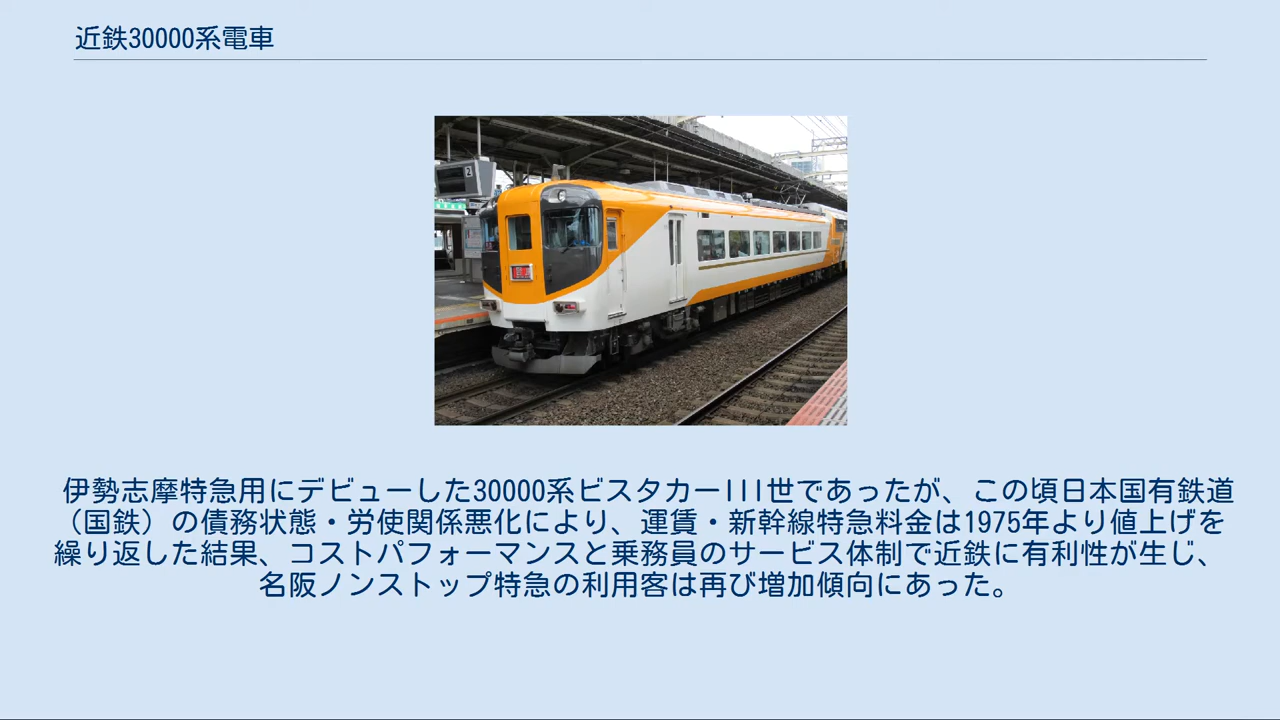 近鉄30000系電車
2
伊勢志摩特急用にデビューした30000系ビスタカーIII世であったが、この頃日本国有鉄道
（国鉄）の債務状態・労使関係悪化により、運賃・新幹線特急料金は1975年より値上げを
繰り返した結果、コストパフォーマンスと乗務員のサービス体制で近鉄に有利性が生じ、
名阪ノンストップ特急の利用客は再び増加傾向にあった。